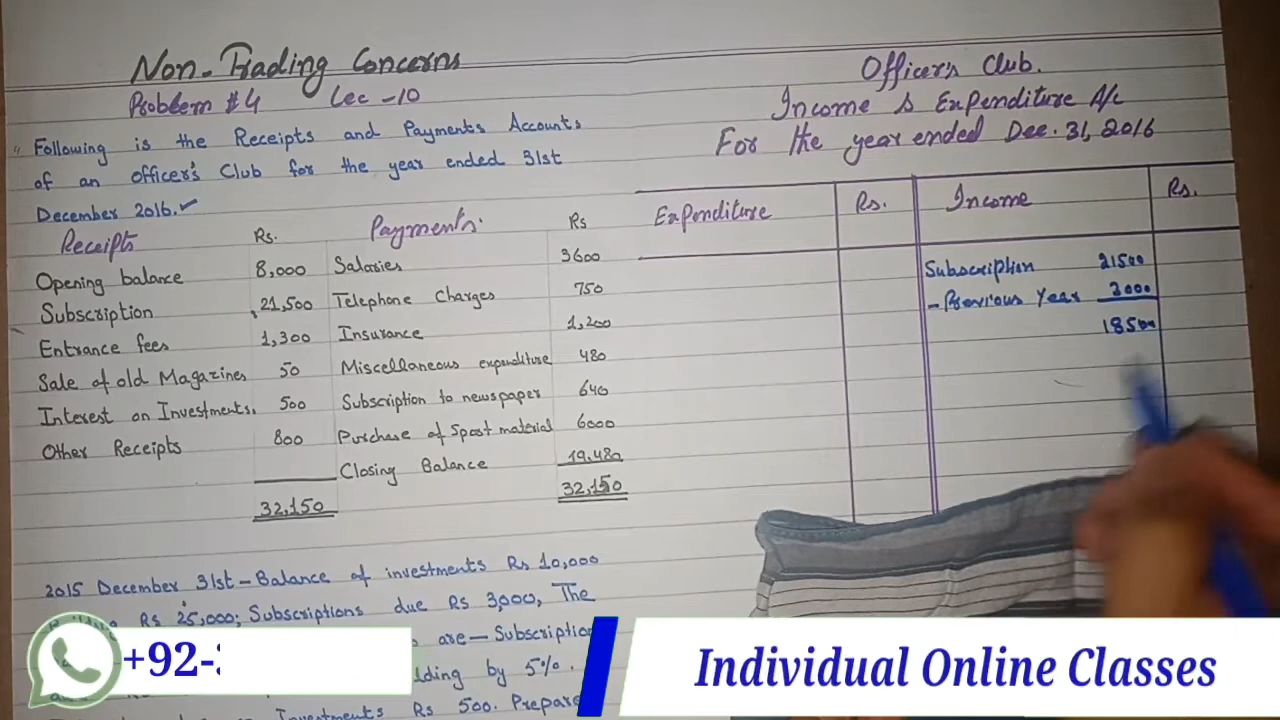 Non-Trading Concerns
Problem #4 Lec -10
" Following is the Receipts and Payments Accounts
of an officer's Club for the year ended 31st
December 2016.
Receipts Rs. Payments. Rs
Opening balance 8,000 Salaries 3600
Subscription 21,500 Telephone Charges 750
Entrance fees 1,300 Insurance 1,200
Sale of old Magazines 50 Miscellaneous expenditure 480
Interest on Investments. 500 Subscription to newspaper 640
Other Receipts 800 Purchase of Sport material 6000
Closing Balance 19,480
32,150 32,150
2015 December 31st - Balance of investments Rs 10,000
Rs 25,000; Subscriptions due Rs 3,000, The
are - Subscription
by 5%.
Investments Rs 500. Prepare
Officer's Club.
Income & Expenditure A/c
For the year ended Dec. 31, 2016
Expenditure Rs. Income Rs.
Subscription 21500
- Previous Year 3000
18500
+92-
Individual Online Classes